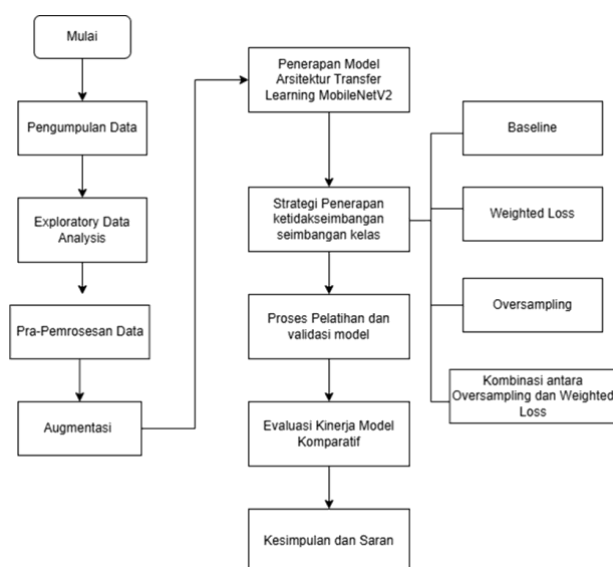 Mulai
Pengumpulan Data
Exploratory Data
Analysis
Pra-Pemrosesan Data
Augmentasi
Penerapan Model
Arsitektur Transfer
Learning MobileNetV2
Strategi Penerapan
ketidakseimbangan
seimbangan kelas
Proses Pelatihan dan
validasi model
Evaluasi Kinerja Model
Komparatif
Kesimpulan dan Saran
Baseline
Weighted Loss
Oversampling
Kombinasi antara
Oversampling dan Weighted
Loss